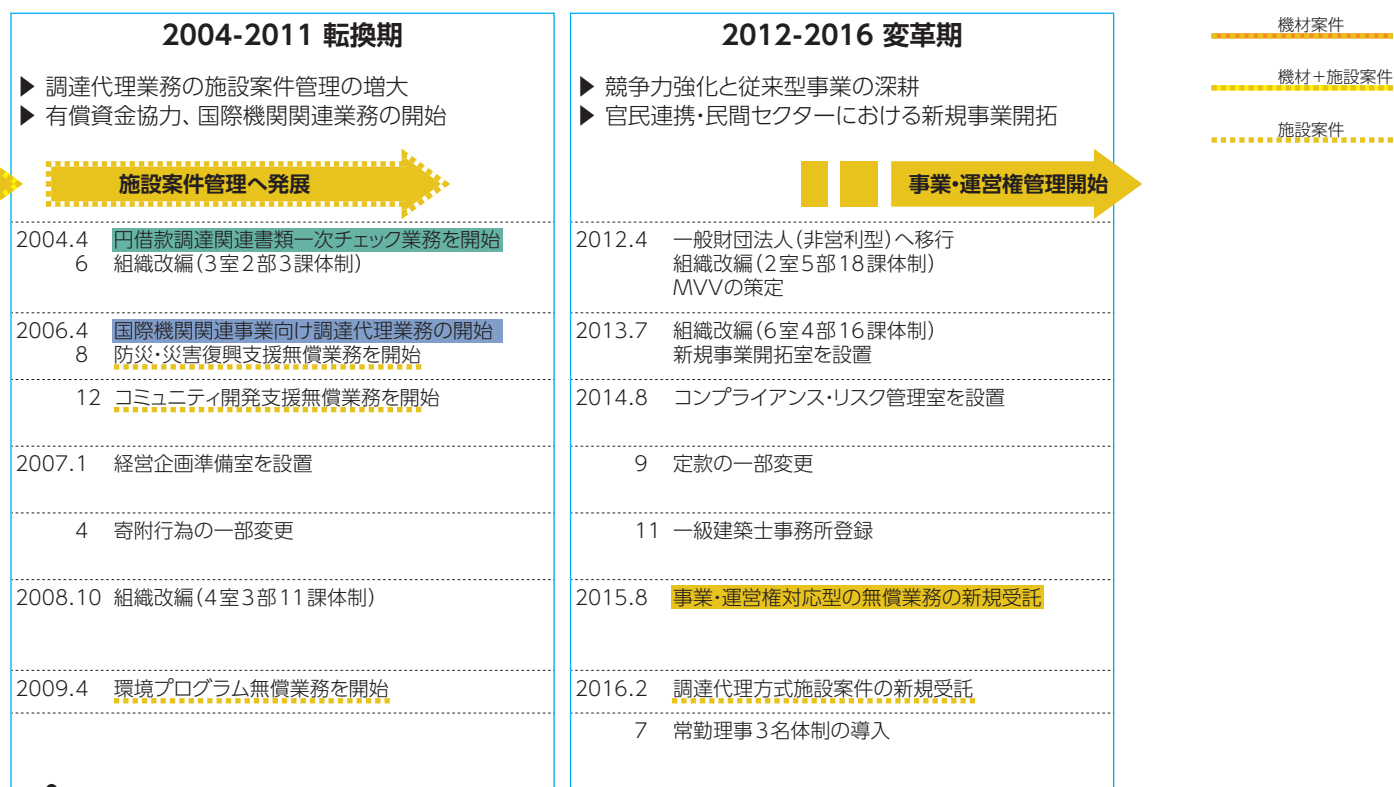 2004-2011 転換期
▶ 調達代理業務の施設案件管理の増大
▶ 有償資金協力、国際機関関連業務の開始
施設案件管理へ発展
2004.4 円借款調達関連書類一次チェック業務を開始
6 組織改編（3室2部3課体制）
2006.4 国際機関関連事業向け調達代理業務の開始
8 防災・災害復興支援無償業務を開始
12 コミュニティ開発支援無償業務を開始
2007.1 経営企画準備室を設置
4 寄附行為の一部変更
2008.10 組織改編（4室3部11課体制）
2009.4 環境プログラム無償業務を開始
2012-2016 変革期
▶ 競争力強化と従来型事業の深耕
▶ 官民連携・民間セクターにおける新規事業開拓
事業・運営権管理開始
2012.4 一般財団法人（非営利型）へ移行
組織改編（2室5部18課体制）
MVVの策定
2013.7 組織改編（6室4部16課体制）
新規事業開拓室を設置
2014.8 コンプライアンス・リスク管理室を設置
9 定款の一部変更
11 一級建築士事務所登録
2015.8 事業・運営権対応型の無償業務の新規受託
2016.2 調達代理方式施設案件の新規受託
7 常勤理事3名体制の導入
機材案件
機材＋施設案件
施設案件